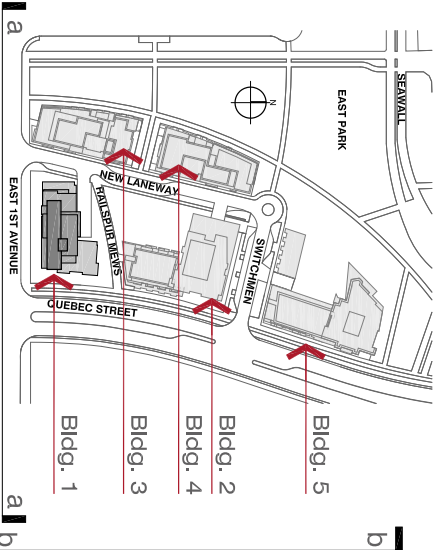 a
SEAWALL
EAST PARK
N
NEW LANEWAY
RAILSPUR MEWS
EAST 1ST AVENUE
SWITCHMEN
QUEBEC STREET
Bldg. 1
Bldg. 3
Bldg. 4
Bldg. 2
Bldg. 5
a
b
b